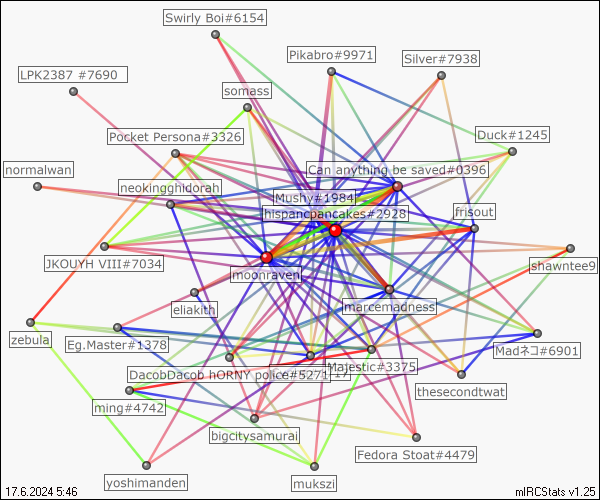 Swirly Boi#6154
Pikabro#9971
Silver#7938
LPK2387 #7690
somass
Pocket Persona#3326
Duck#1245
normalwan
Can anything be saved#0396
neokingghidorah
Mushy#1984
hispancpancakes#2928
frisout
JKOUYH VIII#7034
moonraven
shawntee9
eliakith
marcemadness
zebula
Eg.Master#1378
Madネコ#6901
DacobDacob hORNY police#5271
Majestic#3375
thesecondtwat
ming#4742
bigcitysamurai
Fedora Stoat#4479
yoshimanden
mukszi
17.6.2024 5:46
mIRCStats v1.25